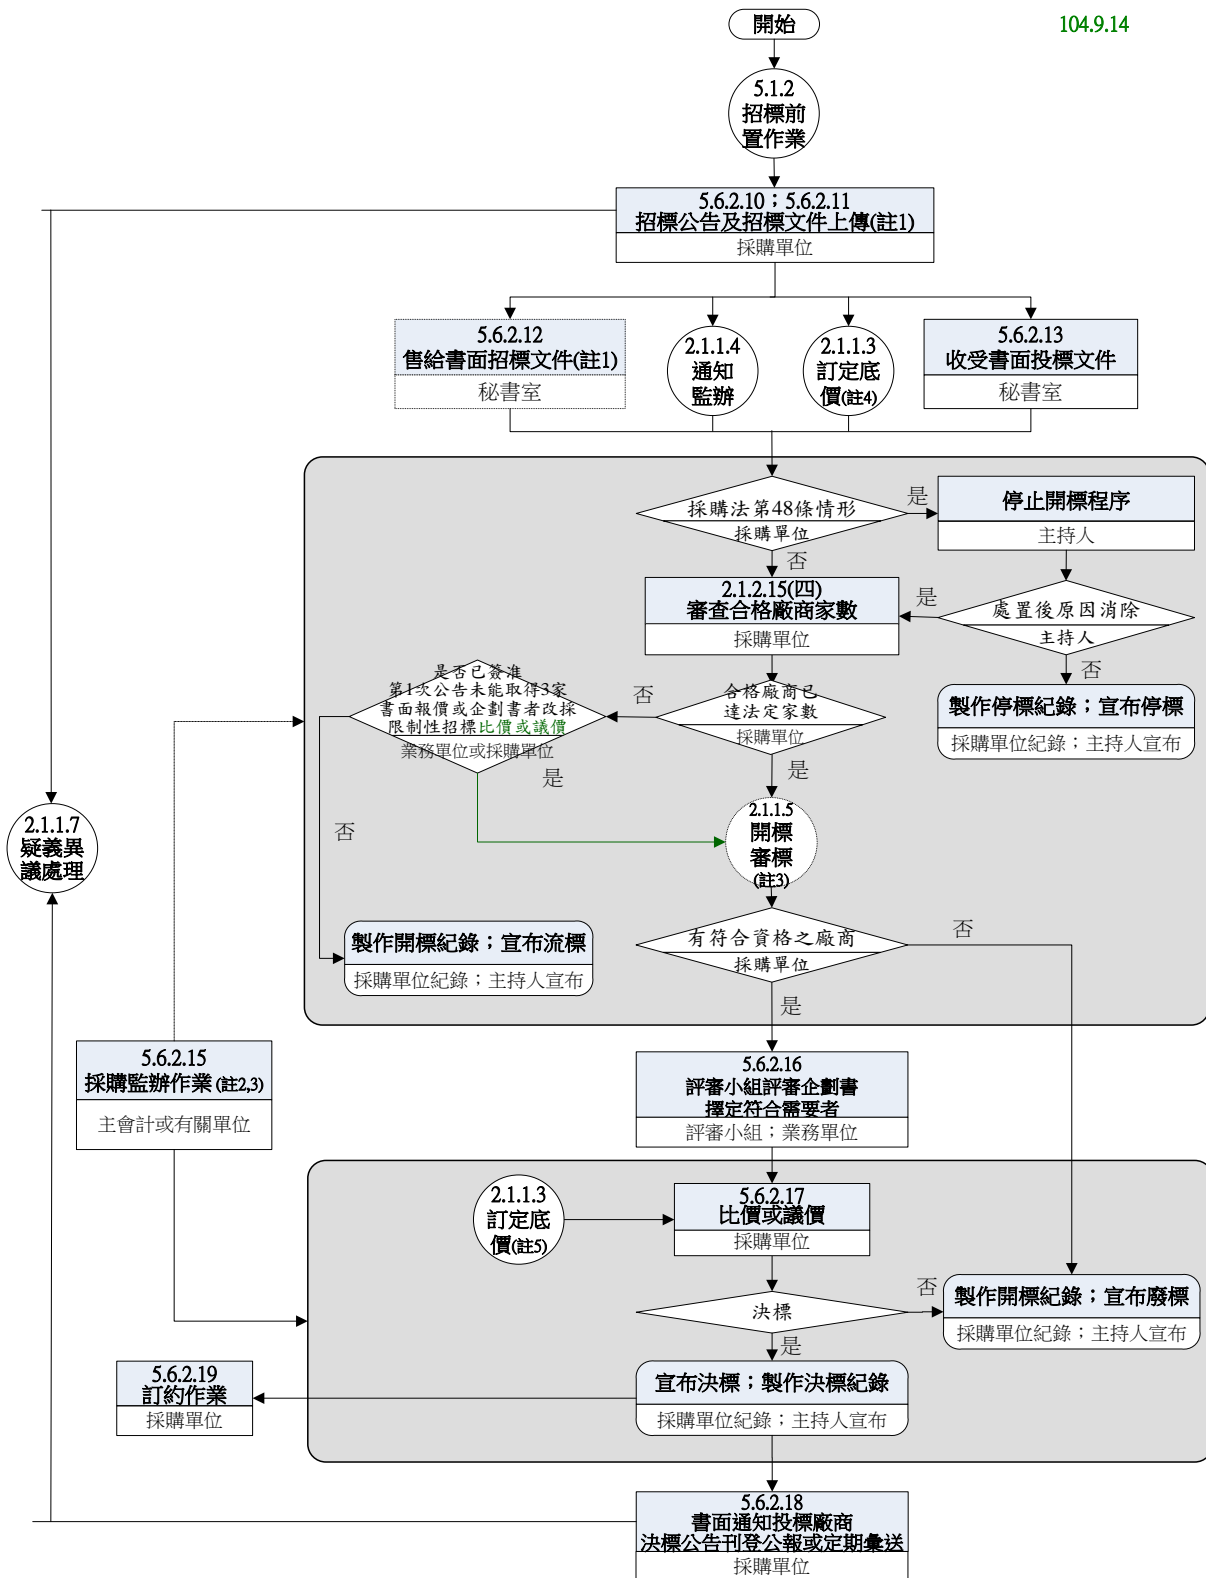 開始
104.9.14
5.1.2
招標前
置作業
5.6.2.10；5.6.2.11
招標公告及招標文件上傳(註1)
採購單位
5.6.2.12
售給書面招標文件(註1)
秘書室
2.1.1.4
通知
監辦
2.1.1.3
訂定底
價(註4)
5.6.2.13
收受書面投標文件
秘書室
採購法第48條情形
採購單位
是
停止開標程序
主持人
否
2.1.2.15(四)
審查合格廠商家數
採購單位
是
處置後原因消除
主持人
否
製作停標紀錄；宣布停標
採購單位紀錄；主持人宣布
是否已簽准
第1次公告未能取得3家
書面報價或企劃書者改採
限制性招標比價或議價
業務單位或採購單位
否
合格廠商已
達法定家數
採購單位
是
是
否
2.1.1.5
開標
審標
(註3)
2.1.1.7
疑義異
議處理
製作開標紀錄；宣布流標
採購單位紀錄；主持人宣布
有符合資格之廠商
採購單位
否
是
5.6.2.15
採購監辦作業(註2,3)
主會計或有關單位
5.6.2.16
評審小組評審企劃書
擇定符合需要者
評審小組；業務單位
2.1.1.3
訂定底
價(註5)
5.6.2.17
比價或議價
採購單位
決標
否
製作開標紀錄；宣布廢標
採購單位紀錄；主持人宣布
是
宣布決標；製作決標紀錄
採購單位紀錄；主持人宣布
5.6.2.19
訂約作業
採購單位
5.6.2.18
書面通知投標廠商
決標公告刊登公報或定期彙送
採購單位